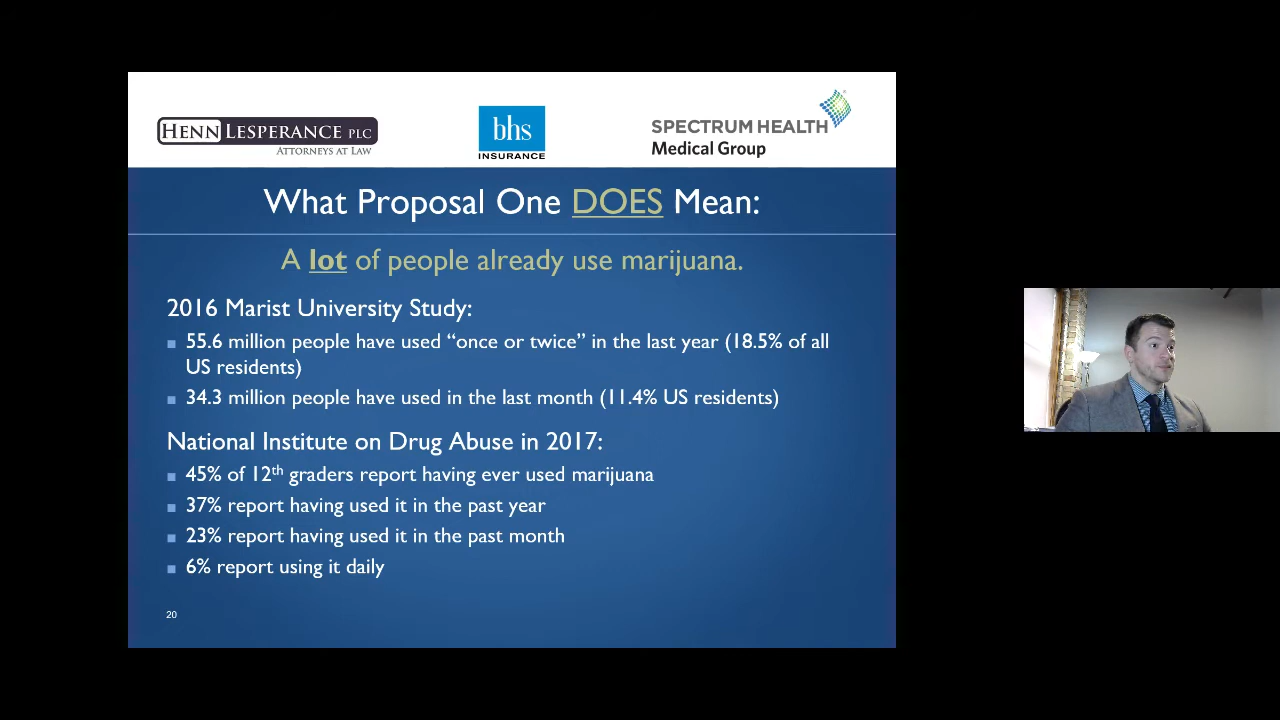 HENN LESPERANCE PLC
ATTORNEYS AT LAW
bhs
INSURANCE
SPECTRUM HEALTH
Medical Group
What Proposal One DOES Mean:
A lot of people already use marijuana.
2016 Marist University Study:
55.6 million people have used “once or twice” in the last year (18.5% of all
US residents)
34.3 million people have used in the last month (11.4% US residents)
National Institute on Drug Abuse in 2017:
45% of 12th graders report having ever used marijuana
37% report having used it in the past year
23% report having used it in the past month
6% report using it daily
20